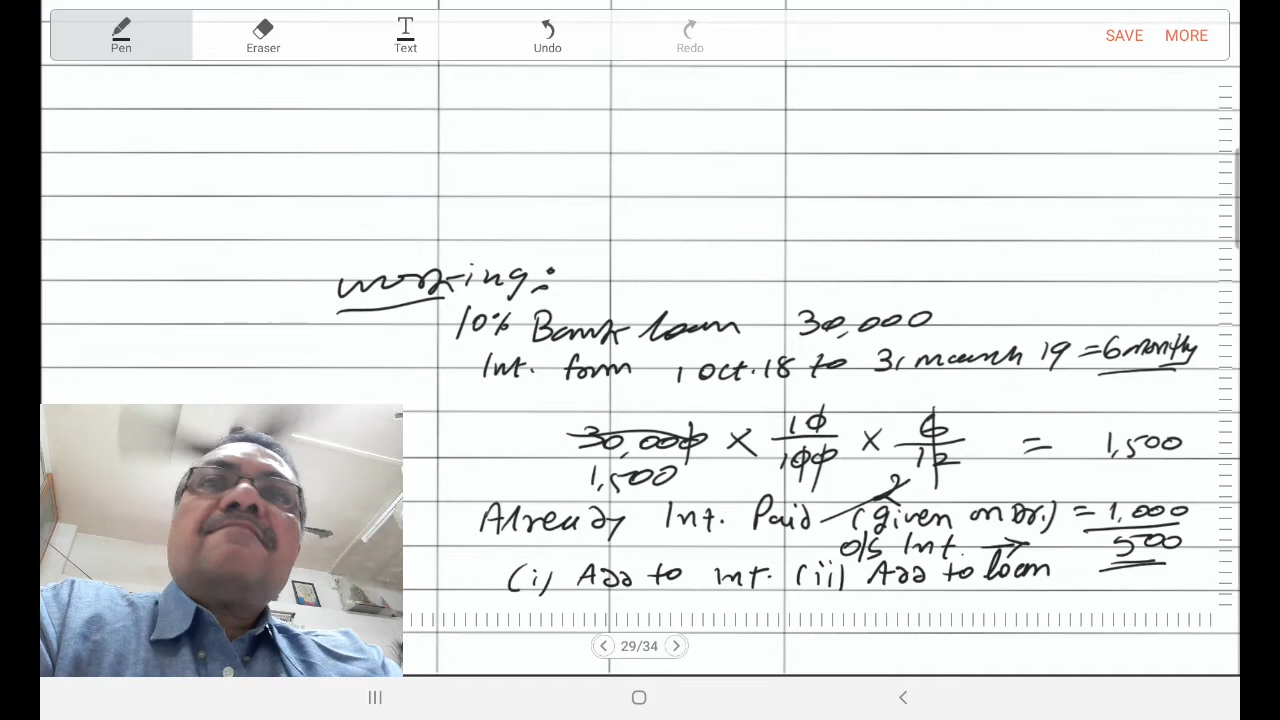 Pen
Eraser
Text
Undo
Redo
SAVE
MORE
working:
10% Bank loan 30,000
Int. form 1 Oct.18 to 31 march 19 = 6 monthly
30,000 × 10/100 × 6/12 = 1,500
1,500 2
Already Int. Paid (given on Dr.) = 1,000
o/s Int. → 500
(i) Add to Int. (ii) Add to loan
29/34